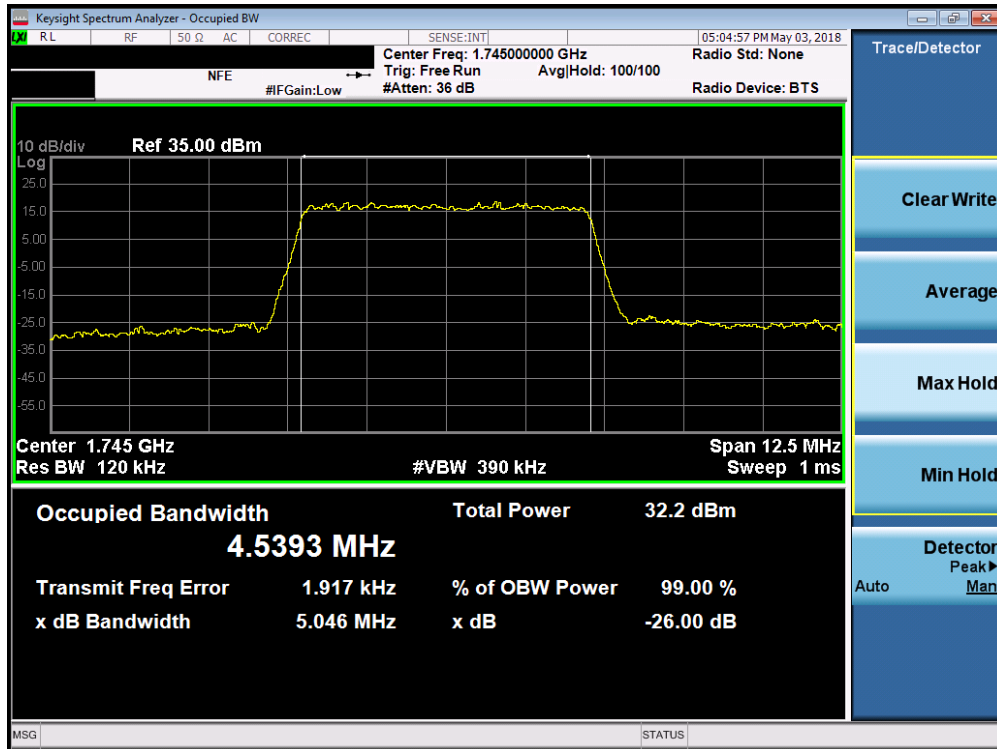 Keysight Spectrum Analyzer - Occupied BW
LXI RL RF 50 Ω AC CORREC SENSE:INT 05:04:57 PM May 03, 2018
Center Freq: 1.745000000 GHz Radio Std: None
NFE Trig: Free Run Avg|Hold: 100/100
#IFGain:Low #Atten: 36 dB Radio Device: BTS
10 dB/div Ref 35.00 dBm
Log
25.0
15.0
5.00
-5.00
-15.0
-25.0
-35.0
-45.0
-55.0
Center 1.745 GHz Span 12.5 MHz
Res BW 120 kHz #VBW 390 kHz Sweep 1 ms
Occupied Bandwidth Total Power 32.2 dBm
4.5393 MHz
Transmit Freq Error 1.917 kHz % of OBW Power 99.00 %
x dB Bandwidth 5.046 MHz x dB -26.00 dB
MSG STATUS
Trace/Detector
Clear Write
Average
Max Hold
Min Hold
Detector
Peak▶
Auto Man